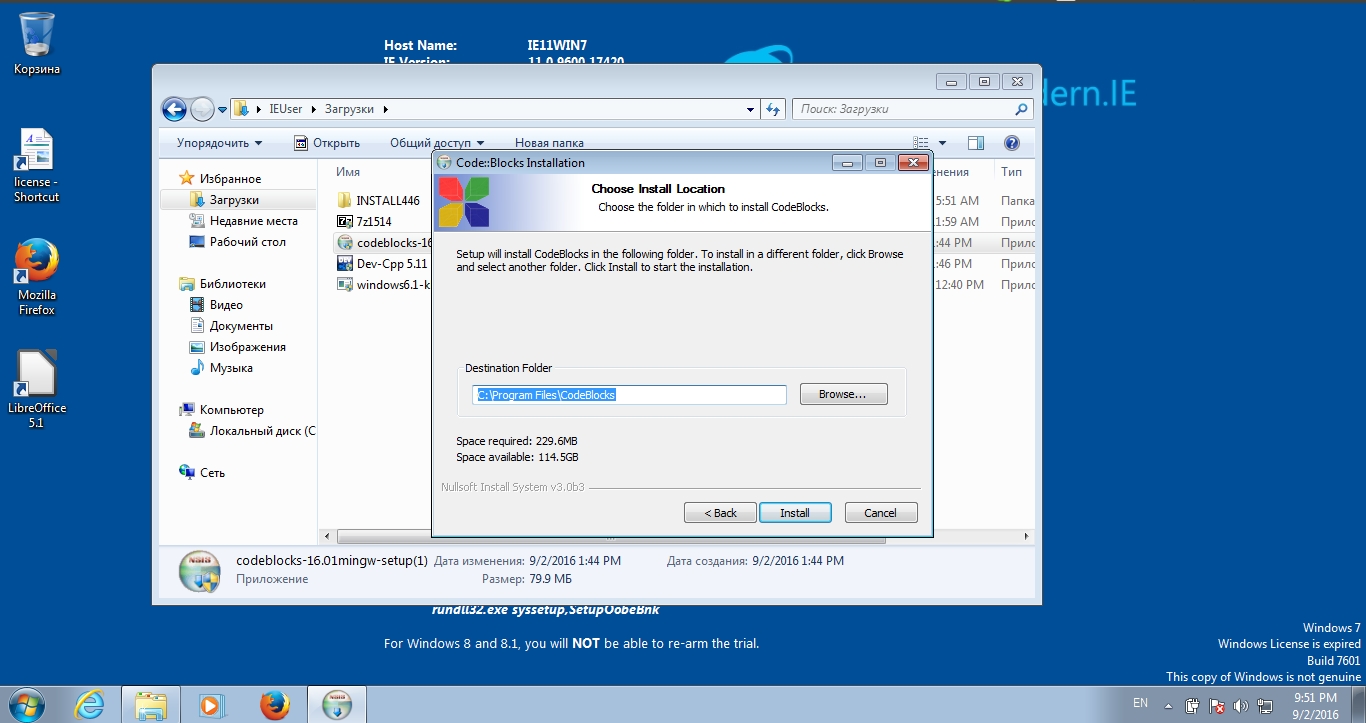 Корзина
license -
Shortcut
Mozilla
Firefox
LibreOffice
5.1
Host Name: IE11WIN7
IE Version: 11.0.9600.17420
dern.IE
IEUser Загрузки
Поиск: Загрузки
Упорядочить Открыть Общий доступ Новая папка
Избранное
Загрузки
Недавние места
Рабочий стол
Библиотеки
Видео
Документы
Изображения
Музыка
Компьютер
Локальный диск (C
Сеть
Имя нения Тип
INSTALL446 5:51 AM Папка
7z1514 1:59 AM Прило
codeblocks-16 :44 PM Прило
Dev-Cpp 5.11 :46 PM Прило
windows6.1-k 12:40 PM Прило
Code::Blocks Installation
Choose Install Location
Choose the folder in which to install CodeBlocks.
Setup will install CodeBlocks in the following folder. To install in a different folder, click Browse
and select another folder. Click Install to start the installation.
Destination Folder
C:\Program Files\CodeBlocks
Browse...
Space required: 229.6MB
Space available: 114.5GB
Nullsoft Install System v3.0b3
< Back Install Cancel
codeblocks-16.01mingw-setup(1) Дата изменения: 9/2/2016 1:44 PM Дата создания: 9/2/2016 1:44 PM
Приложение Размер: 79.9 МБ
rundll32.exe syssetup,SetupOobeBnk
For Windows 8 and 8.1, you will NOT be able to re-arm the trial.
Windows 7
Windows License is expired
Build 7601
This copy of Windows is not genuine
EN
9:51 PM
9/2/2016